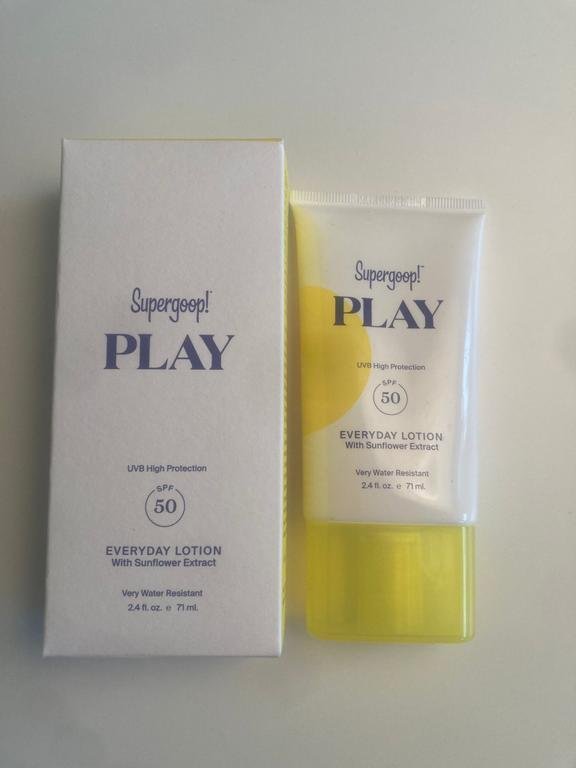 Supergoop!
PLAY
UVB High Protection
SPF
50
EVERYDAY LOTION
With Sunflower Extract
Very Water Resistant
2.4 fl. oz. e 71 ml.
Supergoop!™
PLAY
UVB High Protection
SPF
50
EVERYDAY LOTION
With Sunflower Extract
Very Water Resistant
2.4 fl. oz. e 71 ml.